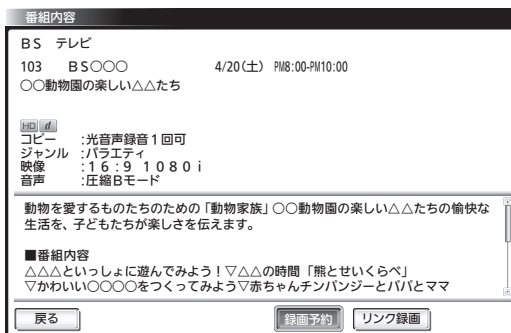 番組内容
BS テレビ
103 BS○○○ 4/20(土) PM8:00-PM10:00
○○動物園の楽しい△△たち
HD d
コピー :光音声録音1回可
ジャンル :バラエティ
映像 :16:9 1080i
音声 :圧縮Bモード
動物を愛するものたちのための「動物家族」○○動物園の楽しい△△たちの愉快な
生活を、子どもたちが楽しさを伝えます。
■番組内容
△△△といっしょに遊んでみよう！▽△△の時間「熊とせいくらべ」
▽かわいい○○○○をつくってみよう▽赤ちゃんチンパンジーとパパとママ
戻る 録画予約 リンク録画